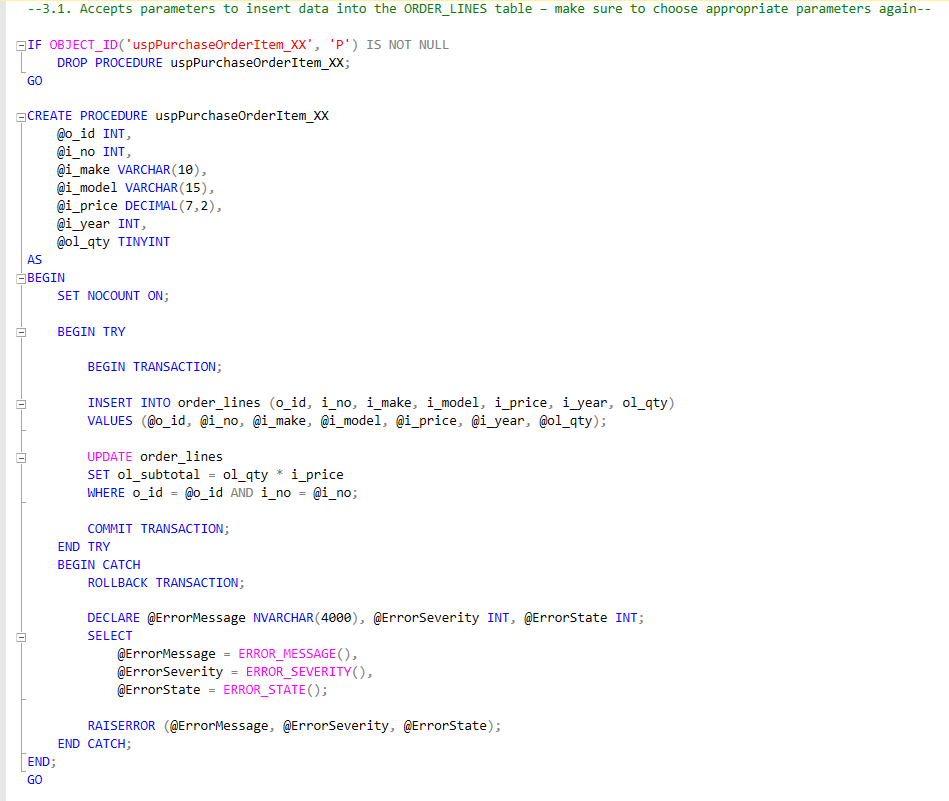 --3.1. Accepts parameters to insert data into the ORDER_LINES table – make sure to choose appropriate parameters again--
IF OBJECT_ID('uspPurchaseOrderItem_XX', 'P') IS NOT NULL
DROP PROCEDURE uspPurchaseOrderItem_XX;
GO
CREATE PROCEDURE uspPurchaseOrderItem_XX
@o_id INT,
@i_no INT,
@i_make VARCHAR(10),
@i_model VARCHAR(15),
@i_price DECIMAL(7,2),
@i_year INT,
@ol_qty TINYINT
AS
BEGIN
SET NOCOUNT ON;
BEGIN TRY
BEGIN TRANSACTION;
INSERT INTO order_lines (o_id, i_no, i_make, i_model, i_price, i_year, ol_qty)
VALUES (@o_id, @i_no, @i_make, @i_model, @i_price, @i_year, @ol_qty);
UPDATE order_lines
SET ol_subtotal = ol_qty * i_price
WHERE o_id = @o_id AND i_no = @i_no;
COMMIT TRANSACTION;
END TRY
BEGIN CATCH
ROLLBACK TRANSACTION;
DECLARE @ErrorMessage NVARCHAR(4000), @ErrorSeverity INT, @ErrorState INT;
SELECT
@ErrorMessage = ERROR_MESSAGE(),
@ErrorSeverity = ERROR_SEVERITY(),
@ErrorState = ERROR_STATE();
RAISERROR (@ErrorMessage, @ErrorSeverity, @ErrorState);
END CATCH;
END;
GO